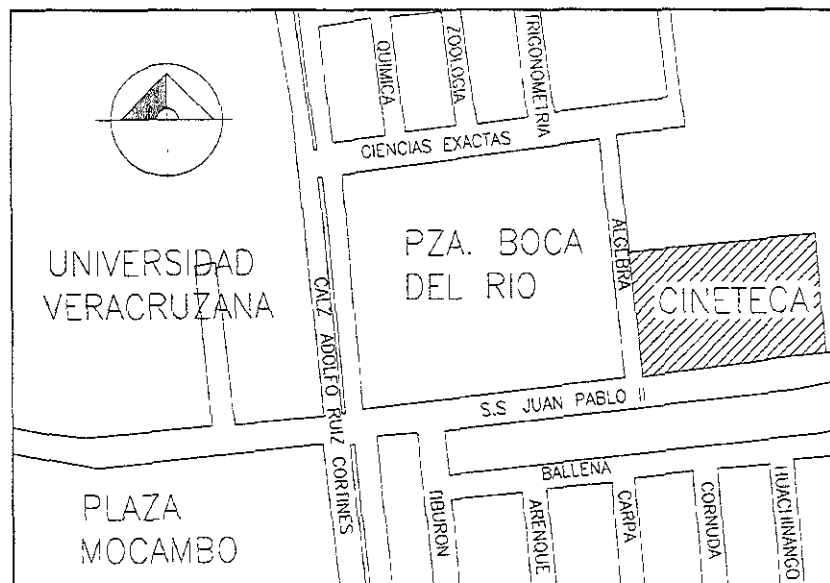 QUIMICA
ZOOLOGIA
TRIGONOMETRIA
CIENCIAS EXACTAS
UNIVERSIDAD
VERACRUZANA
CALZ ADOLFO RUIZ CORTINES
PZA. BOCA
DEL RIO
ALGEBRA
CINETECA
S.S JUAN PABLO II
BALLENA
PLAZA
MOCAMBO
TIBURON
ARENQUE
CARPA
CORNUDA
HUACHINANGO